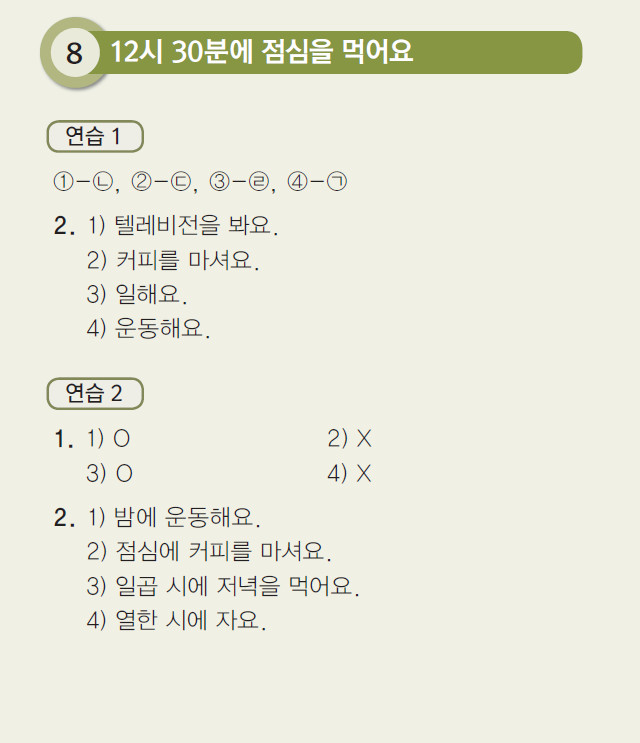 8 12시 30분에 점심을 먹어요
연습 1
①-㉡, ②-㉢, ③-㉣, ④-㉠
2. 1) 텔레비전을 봐요.
2) 커피를 마셔요.
3) 일해요.
4) 운동해요.
연습 2
1. 1) O 2) X
3) O 4) X
2. 1) 밤에 운동해요.
2) 점심에 커피를 마셔요.
3) 일곱 시에 저녁을 먹어요.
4) 열한 시에 자요.